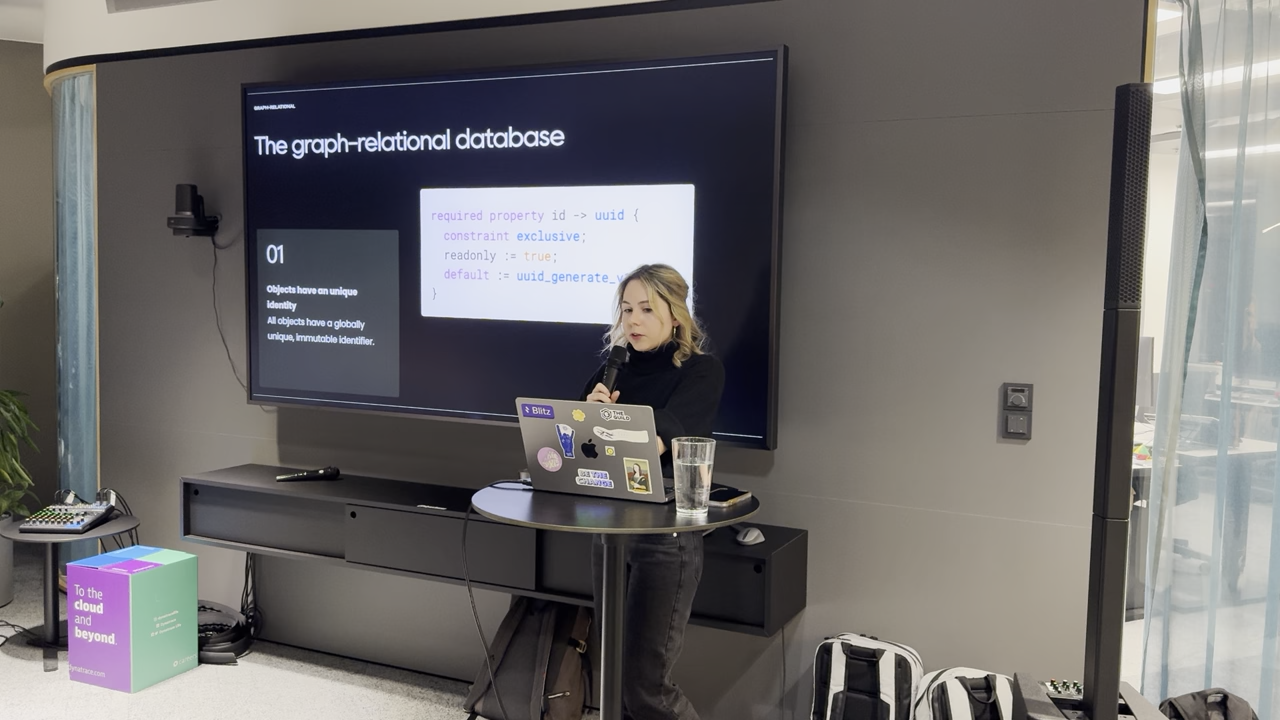 GRAPH-RELATIONAL
The graph-relational database
01
Objects have an unique
identity
All objects have a globally
unique, immutable identifier.
required property id -> uuid {
constraint exclusive;
readonly := true;
default := uuid_generate_v
}
Blitz
THE
GUILD
BE THE
CHANGE
To the
cloud
and
beyond.
dynatrace.com